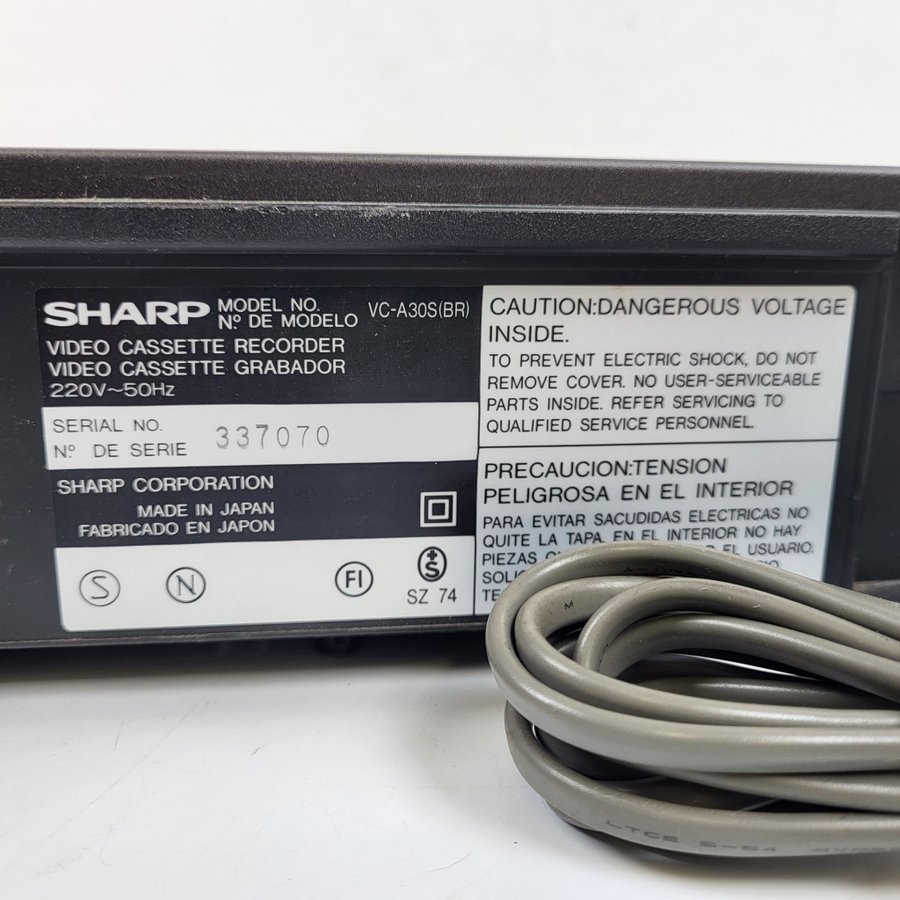 SHARP MODEL NO.
Nº DE MODELO VC-A30S(BR)
VIDEO CASSETTE RECORDER
VIDEO CASSETTE GRABADOR
220V~50Hz
SERIAL NO.
Nº DE SERIE 337070
SHARP CORPORATION
MADE IN JAPAN
FABRICADO EN JAPON
S N FI S
SZ 74
CAUTION:DANGEROUS VOLTAGE
INSIDE.
TO PREVENT ELECTRIC SHOCK, DO NOT
REMOVE COVER. NO USER-SERVICEABLE
PARTS INSIDE. REFER SERVICING TO
QUALIFIED SERVICE PERSONNEL.
PRECAUCION:TENSION
PELIGROSA EN EL INTERIOR
PARA EVITAR SACUDIDAS ELECTRICAS NO
QUITE LA TAPA. EN EL INTERIOR NO HAY
PIEZAS EL USUARIO.
LTCE